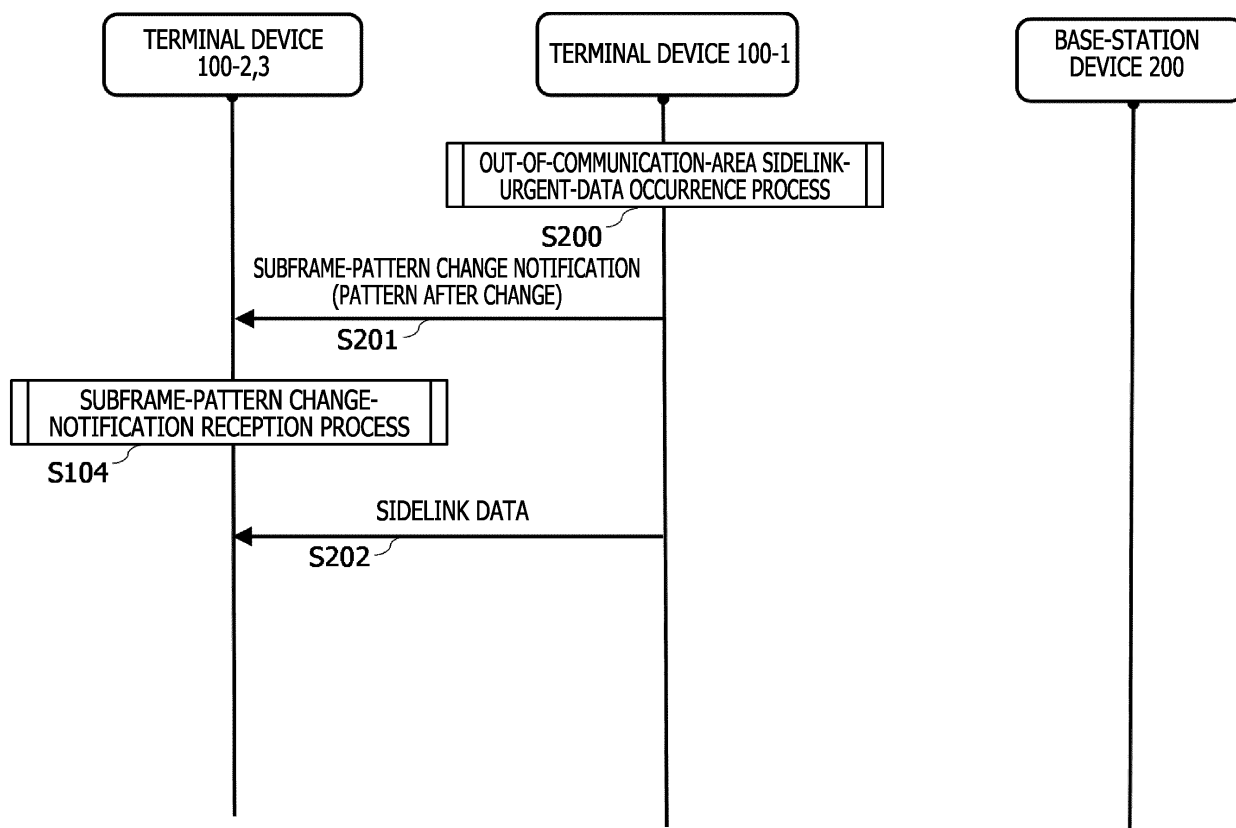 TERMINAL DEVICE
100-2,3
TERMINAL DEVICE 100-1
BASE-STATION
DEVICE 200
OUT-OF-COMMUNICATION-AREA SIDELINK-
URGENT-DATA OCCURRENCE PROCESS
S200
SUBFRAME-PATTERN CHANGE NOTIFICATION
(PATTERN AFTER CHANGE)
S201
SUBFRAME-PATTERN CHANGE-
NOTIFICATION RECEPTION PROCESS
S104
SIDELINK DATA
S202